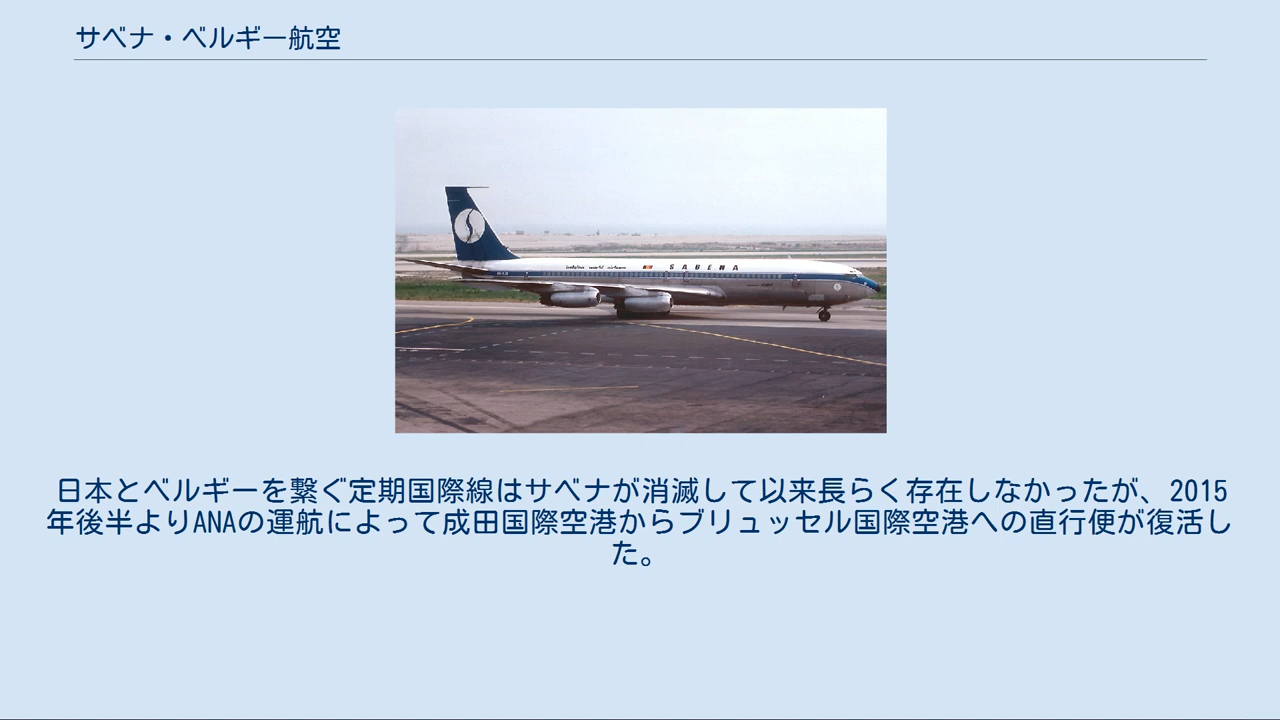 サベナ・ベルギー航空
SABENA
日本とベルギーを繋ぐ定期国際線はサベナが消滅して以来長らく存在しなかったが、2015
年後半よりANAの運航によって成田国際空港からブリュッセル国際空港への直行便が復活し
た。